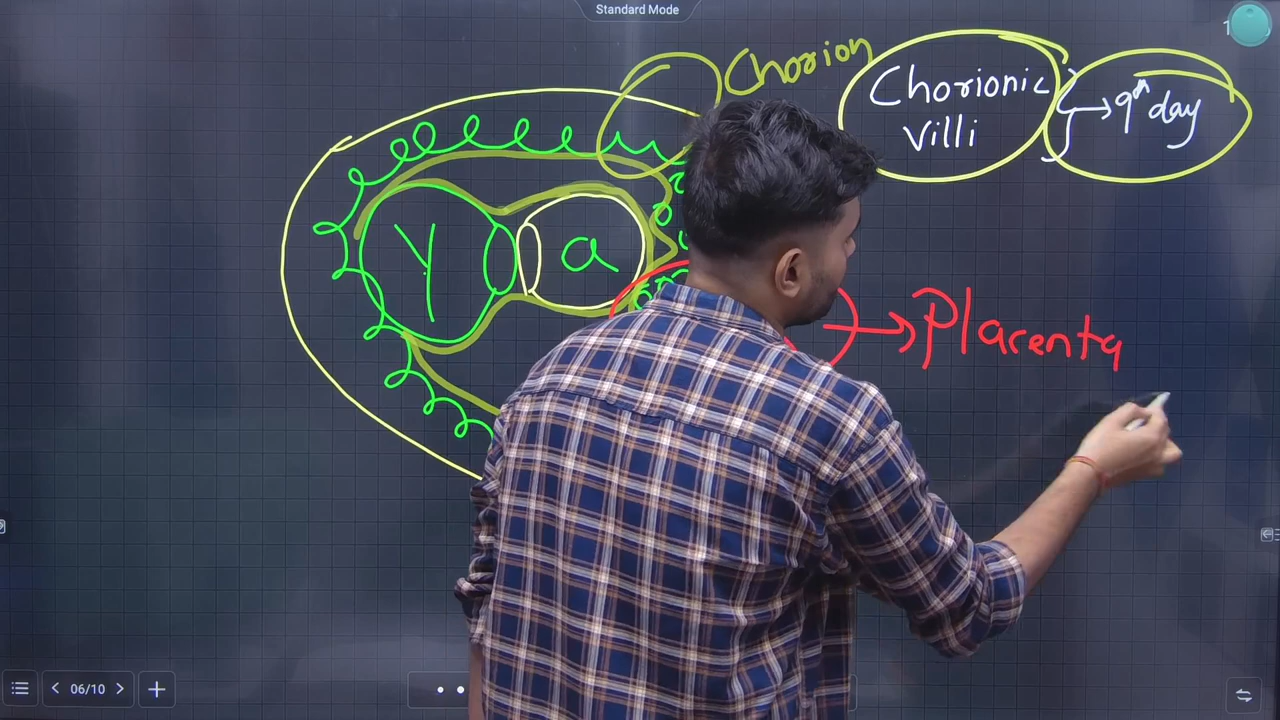 Standard Mode
Chorion
Chorionic
Villi
9th day
Y
a
Placenta
06/10